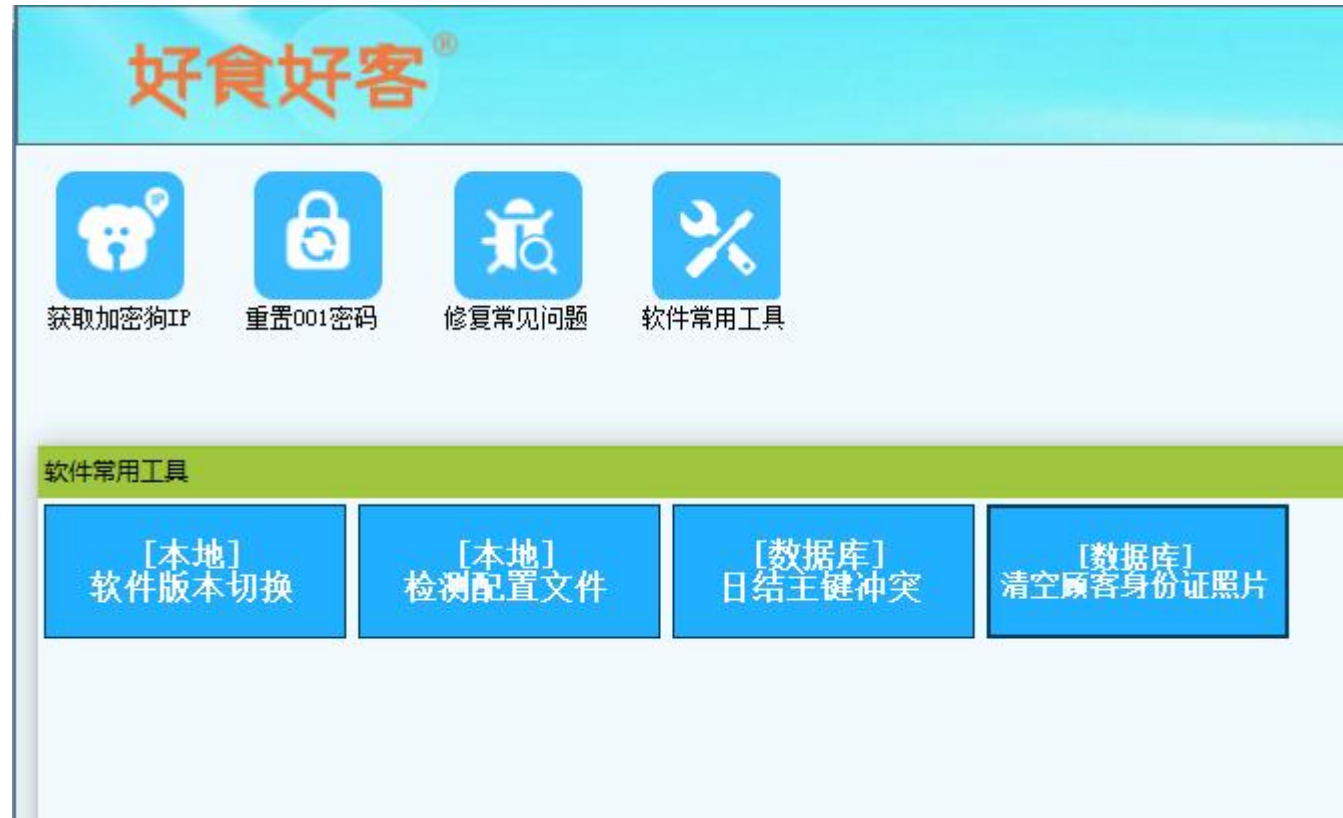 好食好客®
IP
获取加密狗IP 重置001密码 修复常见问题 软件常用工具
软件常用工具
[本地]
软件版本切换
[本地]
检测配置文件
[数据库]
日结主键冲突
[数据库]
清空顾客身份证照片